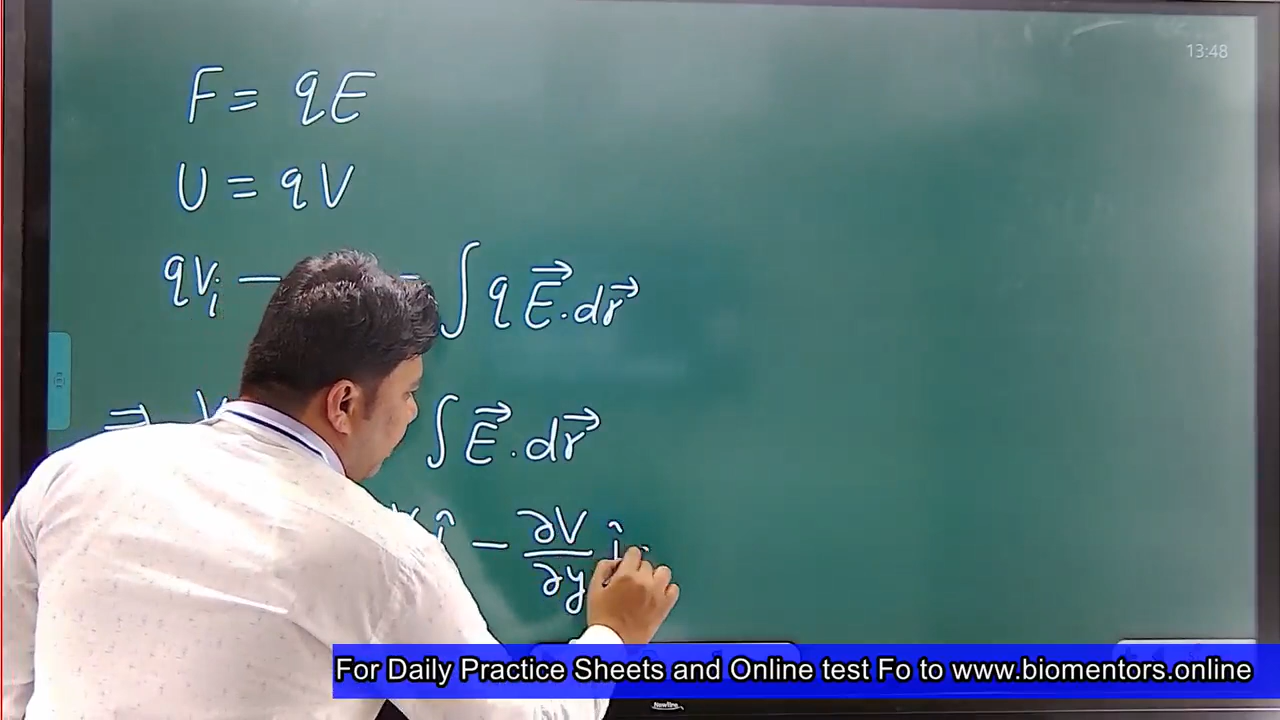 13:48
F = qE
U = qV
qVᵢ − = ∫ q E⃗ . dr⃗
⇒ V ∫ E⃗ . dr⃗
î − ∂V/∂y ĵ
For Daily Practice Sheets and Online test Fo to www.biomentors.online
Newline